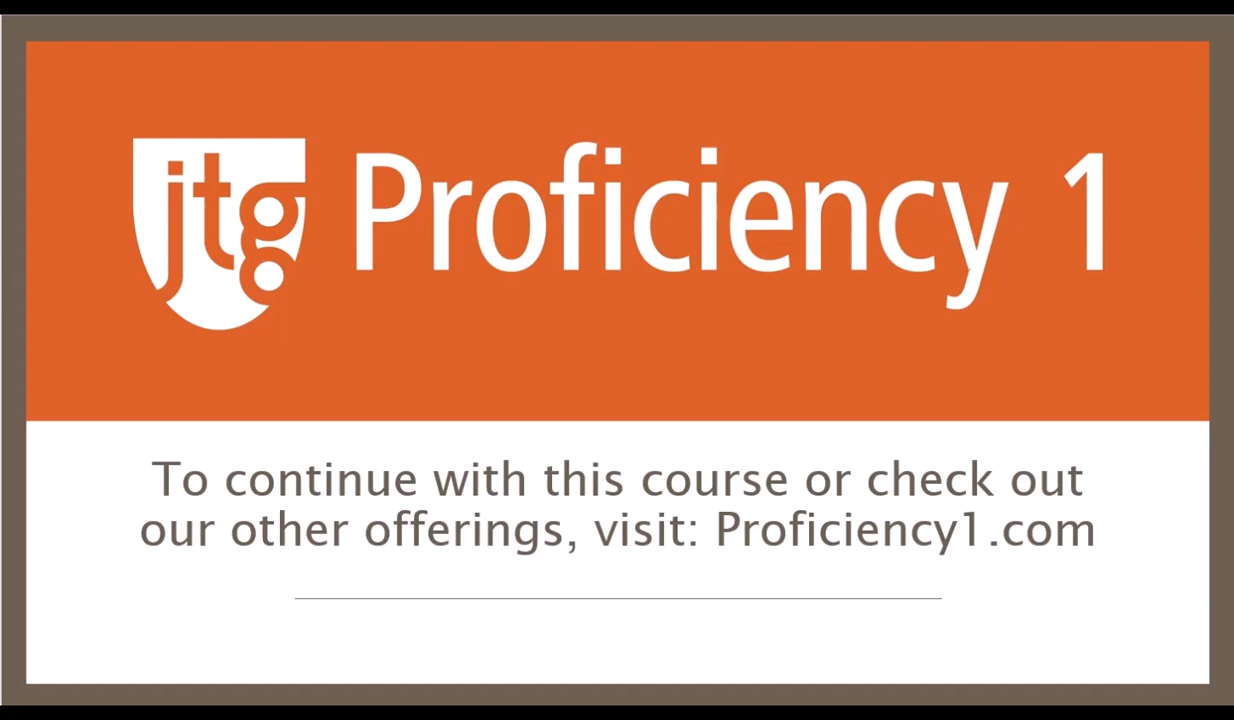 jtg Proficiency 1
To continue with this course or check out
our other offerings, visit: Proficiency1.com